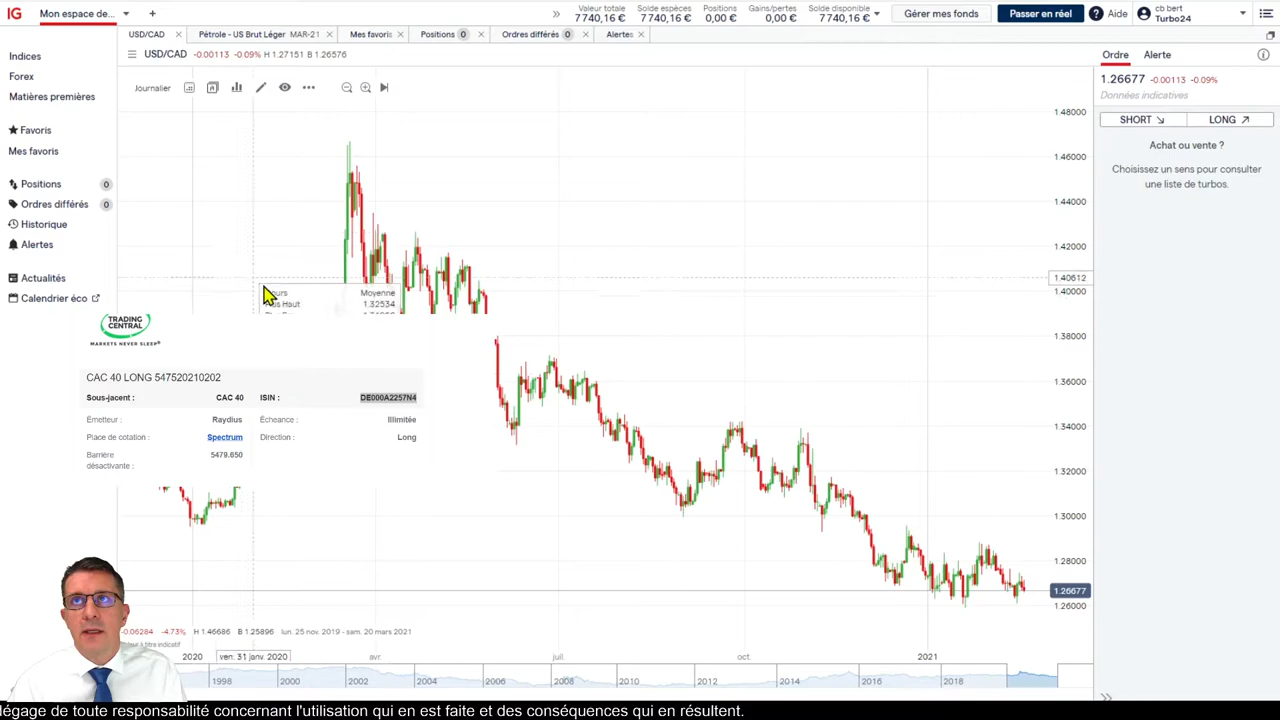 IG Mon espace de... +
Valeur totale 7 740,16 € Solde espèces 7 740,16 € Positions 0,00 € Gains/pertes 0,00 € Solde disponible 7 740,16 € Gérer mes fonds Passer en réel Aide cb bert Turbo24
USD/CAD Pétrole - US Brut Léger MAR-21 Mes favoris Positions 0 Ordres différés 0 Alertes
USD/CAD -0.00113 -0.09% H 1.27151 B 1.26576
Journalier
Indices
Forex
Matières premières
Favoris
Mes favoris
Positions 0
Ordres différés 0
Historique
Alertes
Actualités
Calendrier éco
Moyenne
1.32534
TRADING
CENTRAL
MARKETS NEVER SLEEP®
CAC 40 LONG 547520210202
Sous-jacent : CAC 40 ISIN : DE000A2257N4
Émetteur : Raydius Échéance : Illimitée
Place de cotation : Spectrum Direction : Long
Barrière désactivante : 5479.650
1.48000
1.46000
1.44000
1.42000
1.40612
1.40000
1.38000
1.36000
1.34000
1.32000
1.30000
1.28000
1.26677
1.26000
-0.06284 -4.73% H 1.46686 B 1.25896 lun. 25 nov. 2019 - sam. 20 mars 2021
à titre indicatif
2020 ven. 31 janv. 2020 avr. juil. oct. 2021
1998 2000 2002 2004 2006 2008 2010 2012 2014 2016 2018
Ordre Alerte
1.26677 -0.00113 -0.09%
Données indicatives
SHORT LONG
Achat ou vente ?
Choisissez un sens pour consulter
une liste de turbos.
légage de toute responsabilité concernant l'utilisation qui en est faite et des conséquences qui en résultent.